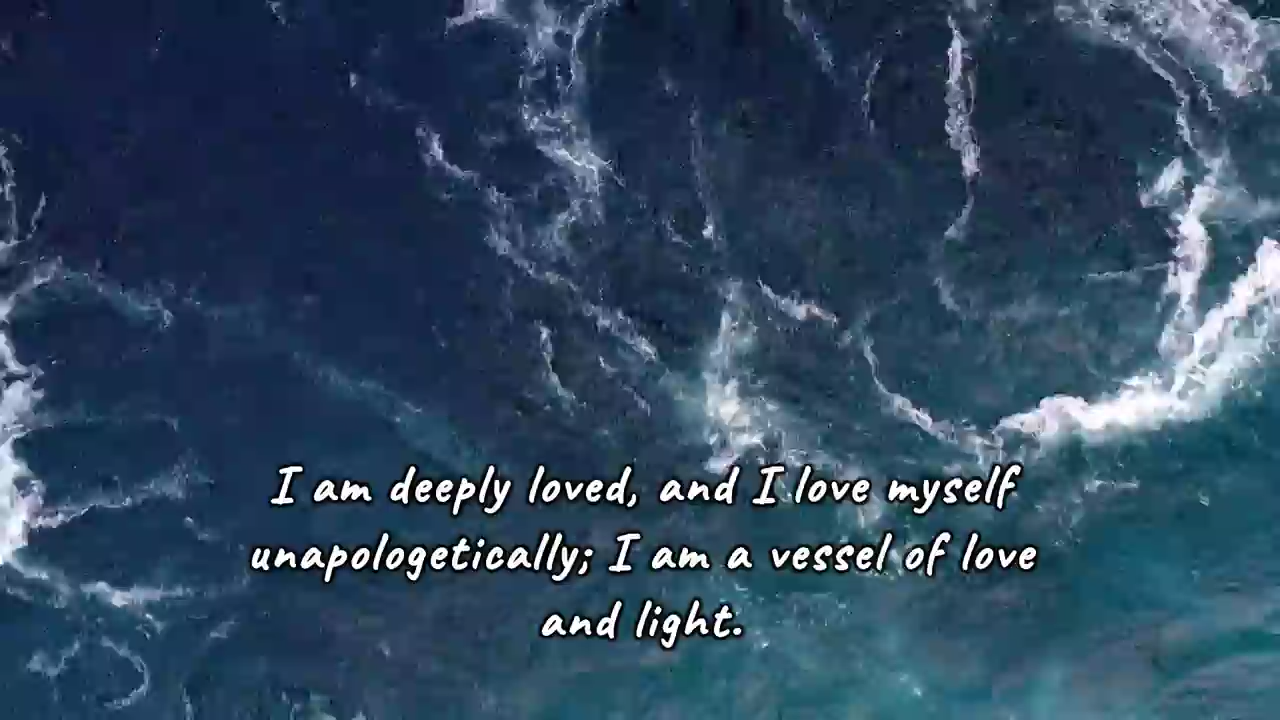 I am deeply loved, and I love myself
unapologetically; I am a vessel of love
and light.